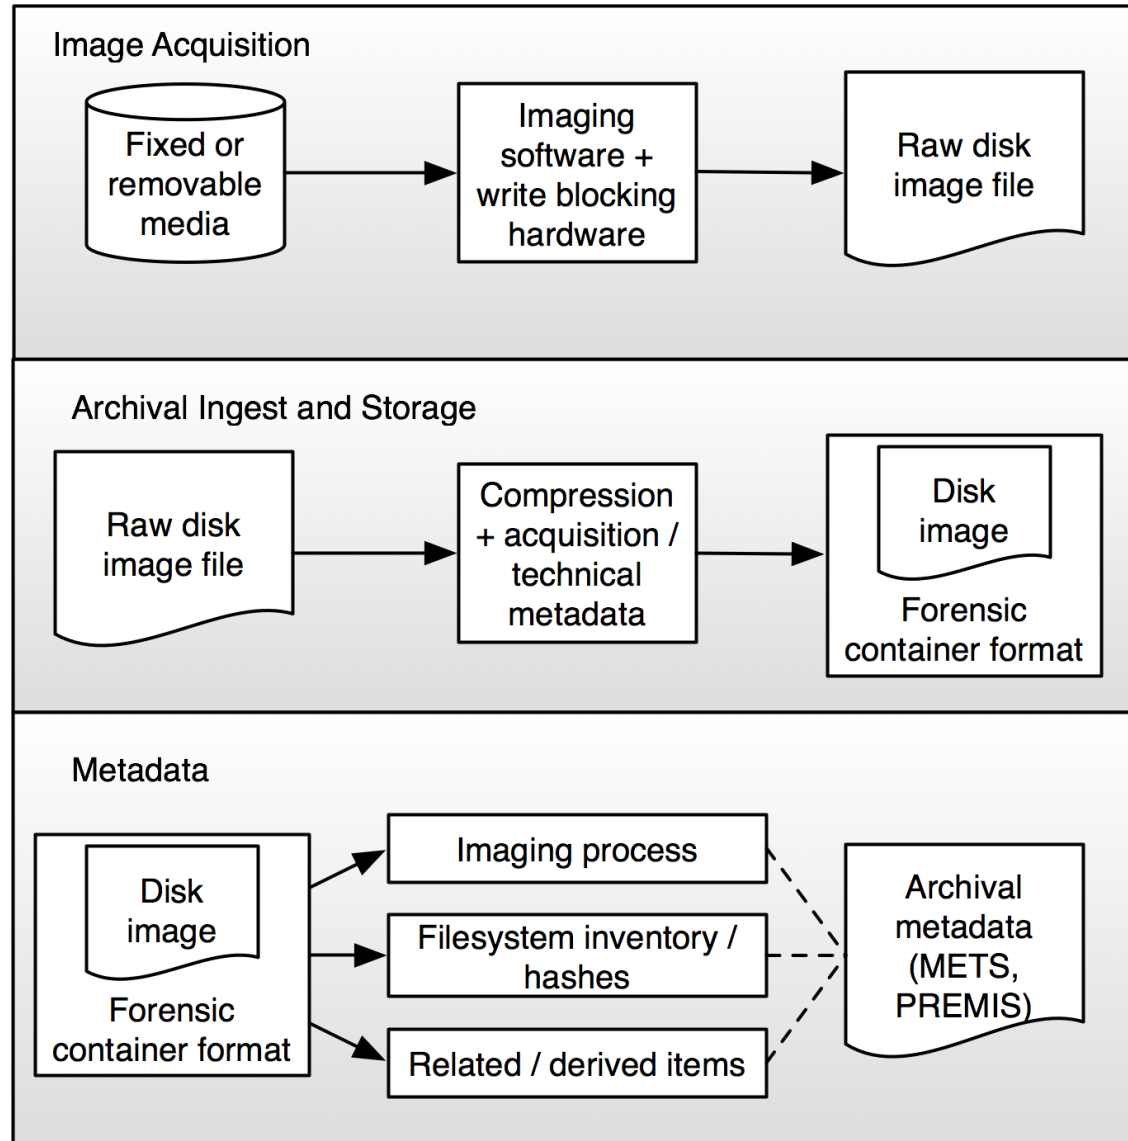 Image Acquisition
Fixed or
removable
media
Imaging
software +
write blocking
hardware
Raw disk
image file
Archival Ingest and Storage
Raw disk
image file
Compression
+ acquisition /
technical
metadata
Disk
image
Forensic
container format
Metadata
Disk
image
Forensic
container format
Imaging process
Filesystem inventory /
hashes
Related / derived items
Archival
metadata
(METS,
PREMIS)